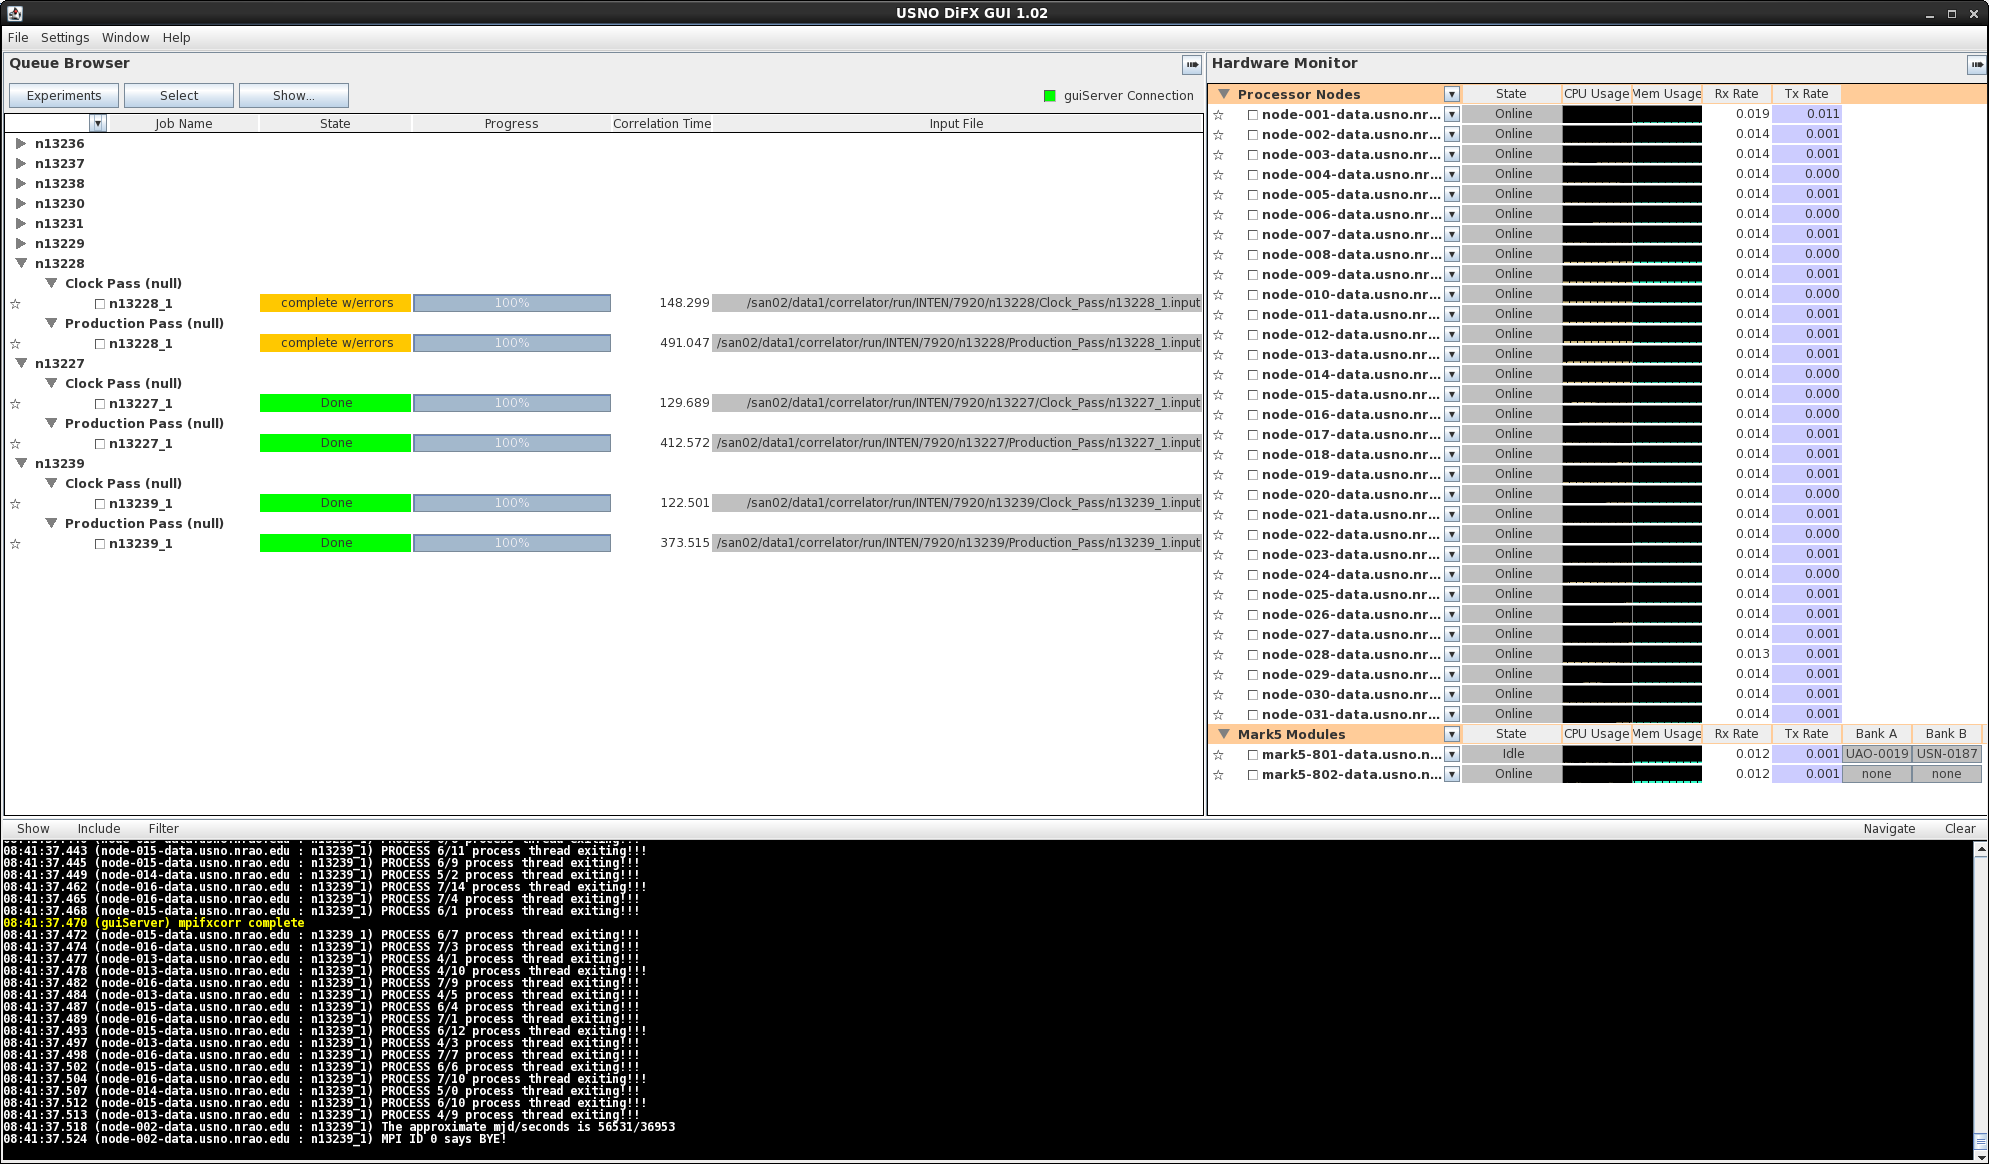 USNO DiFX GUI 1.02
File Settings Window Help
Queue Browser
Experiments Select Show...
guiServer Connection
Job Name State Progress Correlation Time Input File
n13236
n13237
n13238
n13230
n13231
n13229
n13228
Clock Pass (null)
n13228_1 complete w/errors 100% 148.299 /san02/data1/correlator/run/INTEN/7920/n13228/Clock_Pass/n13228_1.input
Production Pass (null)
n13228_1 complete w/errors 100% 491.047 /san02/data1/correlator/run/INTEN/7920/n13228/Production_Pass/n13228_1.input
n13227
Clock Pass (null)
n13227_1 Done 100% 129.689 /san02/data1/correlator/run/INTEN/7920/n13227/Clock_Pass/n13227_1.input
Production Pass (null)
n13227_1 Done 100% 412.572 /san02/data1/correlator/run/INTEN/7920/n13227/Production_Pass/n13227_1.input
n13239
Clock Pass (null)
n13239_1 Done 100% 122.501 /san02/data1/correlator/run/INTEN/7920/n13239/Clock_Pass/n13239_1.input
Production Pass (null)
n13239_1 Done 100% 373.515 /san02/data1/correlator/run/INTEN/7920/n13239/Production_Pass/n13239_1.input
Hardware Monitor
Processor Nodes State CPU Usage Mem Usage Rx Rate Tx Rate
node-001-data.usno.nr... Online 0.019 0.011
node-002-data.usno.nr... Online 0.014 0.001
node-003-data.usno.nr... Online 0.014 0.001
node-004-data.usno.nr... Online 0.014 0.000
node-005-data.usno.nr... Online 0.014 0.001
node-006-data.usno.nr... Online 0.014 0.000
node-007-data.usno.nr... Online 0.014 0.001
node-008-data.usno.nr... Online 0.014 0.000
node-009-data.usno.nr... Online 0.014 0.001
node-010-data.usno.nr... Online 0.014 0.000
node-011-data.usno.nr... Online 0.014 0.001
node-012-data.usno.nr... Online 0.014 0.001
node-013-data.usno.nr... Online 0.014 0.001
node-014-data.usno.nr... Online 0.014 0.000
node-015-data.usno.nr... Online 0.014 0.000
node-016-data.usno.nr... Online 0.014 0.000
node-017-data.usno.nr... Online 0.014 0.001
node-018-data.usno.nr... Online 0.014 0.001
node-019-data.usno.nr... Online 0.014 0.001
node-020-data.usno.nr... Online 0.014 0.000
node-021-data.usno.nr... Online 0.014 0.001
node-022-data.usno.nr... Online 0.014 0.000
node-023-data.usno.nr... Online 0.014 0.001
node-024-data.usno.nr... Online 0.014 0.000
node-025-data.usno.nr... Online 0.014 0.001
node-026-data.usno.nr... Online 0.014 0.001
node-027-data.usno.nr... Online 0.014 0.001
node-028-data.usno.nr... Online 0.013 0.001
node-029-data.usno.nr... Online 0.014 0.001
node-030-data.usno.nr... Online 0.014 0.001
node-031-data.usno.nr... Online 0.014 0.001
Mark5 Modules State CPU Usage Mem Usage Rx Rate Tx Rate Bank A Bank B
mark5-801-data.usno.n... Idle 0.012 0.001 UAO-0019 USN-0187
mark5-802-data.usno.n... Online 0.012 0.001 none none
Show Include Filter Navigate Clear
08:41:37.443 (node-015-data.usno.nrao.edu : n13239_1) PROCESS 6/11 process thread exiting!!!
08:41:37.445 (node-015-data.usno.nrao.edu : n13239_1) PROCESS 6/9 process thread exiting!!!
08:41:37.449 (node-014-data.usno.nrao.edu : n13239_1) PROCESS 5/2 process thread exiting!!!
08:41:37.462 (node-016-data.usno.nrao.edu : n13239_1) PROCESS 7/14 process thread exiting!!!
08:41:37.465 (node-016-data.usno.nrao.edu : n13239_1) PROCESS 7/4 process thread exiting!!!
08:41:37.468 (node-015-data.usno.nrao.edu : n13239_1) PROCESS 6/1 process thread exiting!!!
08:41:37.470 (guiServer) mpifxcorr complete
08:41:37.472 (node-015-data.usno.nrao.edu : n13239_1) PROCESS 6/7 process thread exiting!!!
08:41:37.474 (node-016-data.usno.nrao.edu : n13239_1) PROCESS 7/3 process thread exiting!!!
08:41:37.477 (node-013-data.usno.nrao.edu : n13239_1) PROCESS 4/1 process thread exiting!!!
08:41:37.478 (node-013-data.usno.nrao.edu : n13239_1) PROCESS 4/10 process thread exiting!!!
08:41:37.482 (node-016-data.usno.nrao.edu : n13239_1) PROCESS 7/9 process thread exiting!!!
08:41:37.484 (node-013-data.usno.nrao.edu : n13239_1) PROCESS 4/5 process thread exiting!!!
08:41:37.487 (node-015-data.usno.nrao.edu : n13239_1) PROCESS 6/4 process thread exiting!!!
08:41:37.489 (node-016-data.usno.nrao.edu : n13239_1) PROCESS 7/1 process thread exiting!!!
08:41:37.493 (node-015-data.usno.nrao.edu : n13239_1) PROCESS 6/12 process thread exiting!!!
08:41:37.497 (node-013-data.usno.nrao.edu : n13239_1) PROCESS 4/3 process thread exiting!!!
08:41:37.498 (node-016-data.usno.nrao.edu : n13239_1) PROCESS 7/7 process thread exiting!!!
08:41:37.502 (node-015-data.usno.nrao.edu : n13239_1) PROCESS 6/6 process thread exiting!!!
08:41:37.504 (node-016-data.usno.nrao.edu : n13239_1) PROCESS 7/10 process thread exiting!!!
08:41:37.507 (node-014-data.usno.nrao.edu : n13239_1) PROCESS 5/0 process thread exiting!!!
08:41:37.512 (node-015-data.usno.nrao.edu : n13239_1) PROCESS 6/10 process thread exiting!!!
08:41:37.513 (node-013-data.usno.nrao.edu : n13239_1) PROCESS 4/9 process thread exiting!!!
08:41:37.518 (node-002-data.usno.nrao.edu : n13239_1) The approximate mjd/seconds is 56531/36953
08:41:37.524 (node-002-data.usno.nrao.edu : n13239_1) MPI ID 0 says BYE!